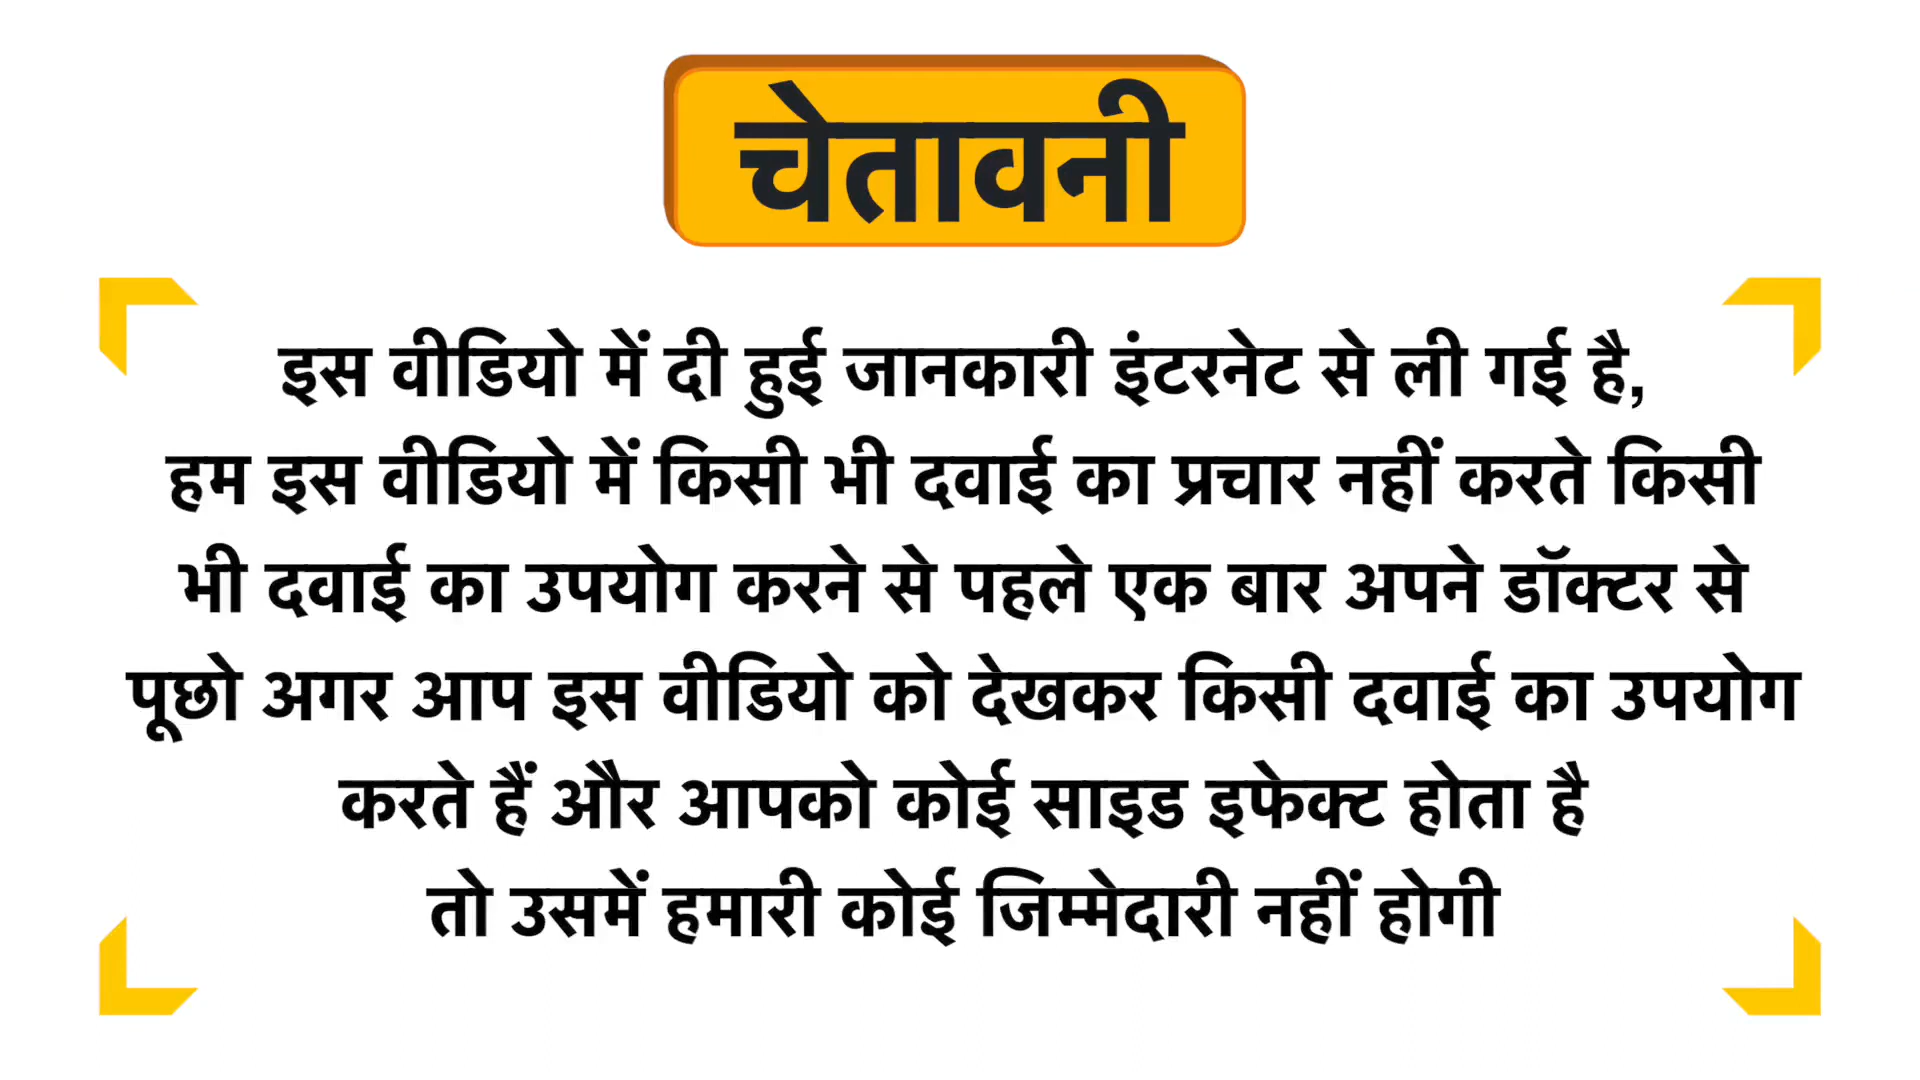 चेतावनी
इस वीडियो में दी हुई जानकारी इंटरनेट से ली गई है,
हम इस वीडियो में किसी भी दवाई का प्रचार नहीं करते किसी
भी दवाई का उपयोग करने से पहले एक बार अपने डॉक्टर से
पूछो अगर आप इस वीडियो को देखकर किसी दवाई का उपयोग
करते हैं और आपको कोई साइड इफेक्ट होता है
तो उसमें हमारी कोई जिम्मेदारी नहीं होगी